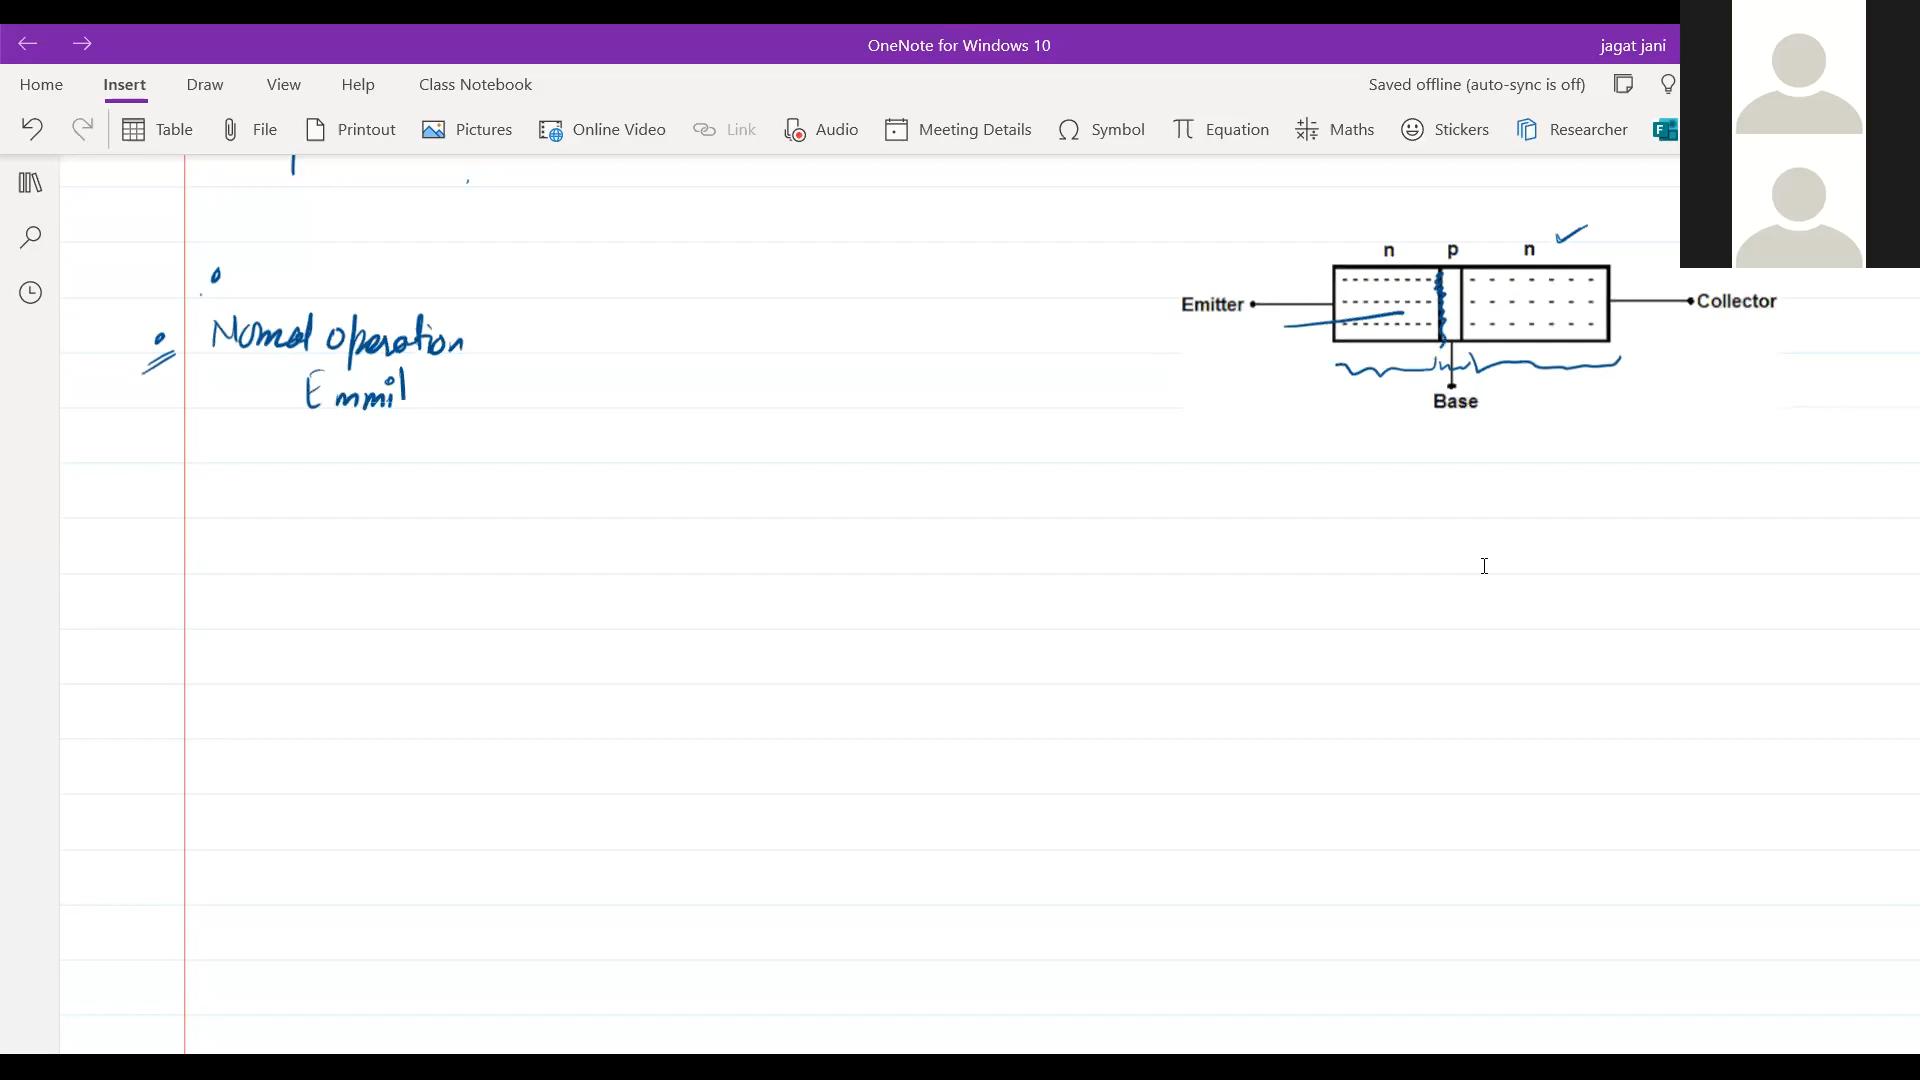 OneNote for Windows 10
jagat jani
Home Insert Draw View Help Class Notebook
Saved offline (auto-sync is off)
Table File Printout Pictures Online Video Link Audio Meeting Details Symbol Equation Maths Stickers Researcher F
n p n
Emitter
Collector
Base
Nomal operation
Emmil